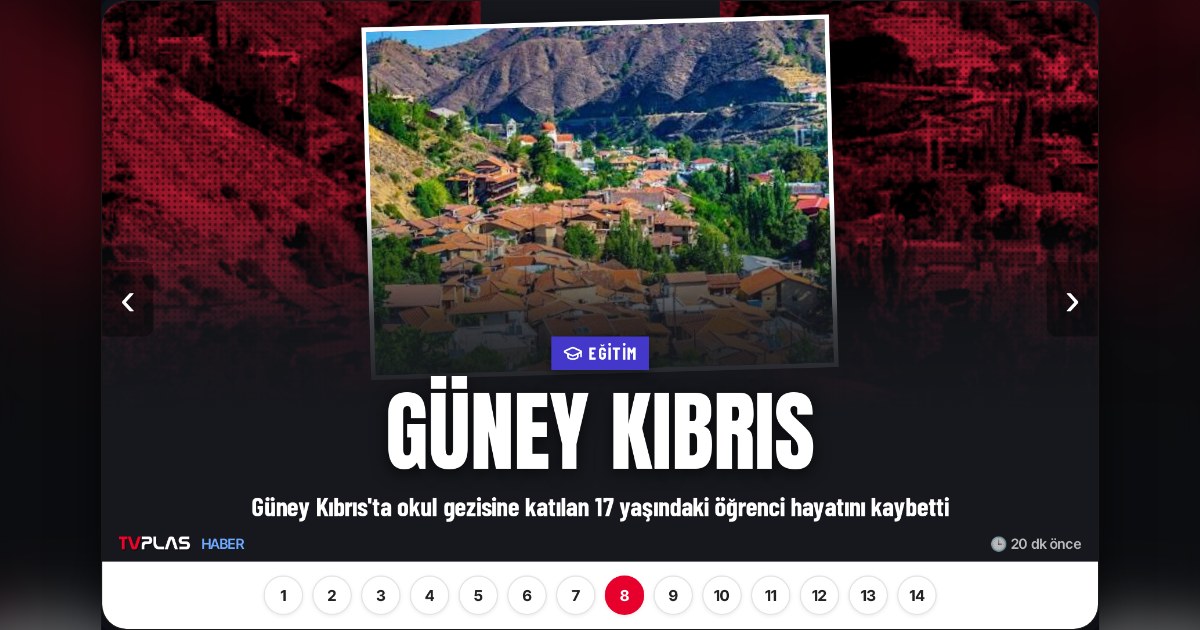 ‹
›
EĞİTİM
GÜNEY KIBRIS
Güney Kıbrıs'ta okul gezisine katılan 17 yaşındaki öğrenci hayatını kaybetti
TVPLAS HABER
20 dk önce
1 2 3 4 5 6 7 8 9 10 11 12 13 14